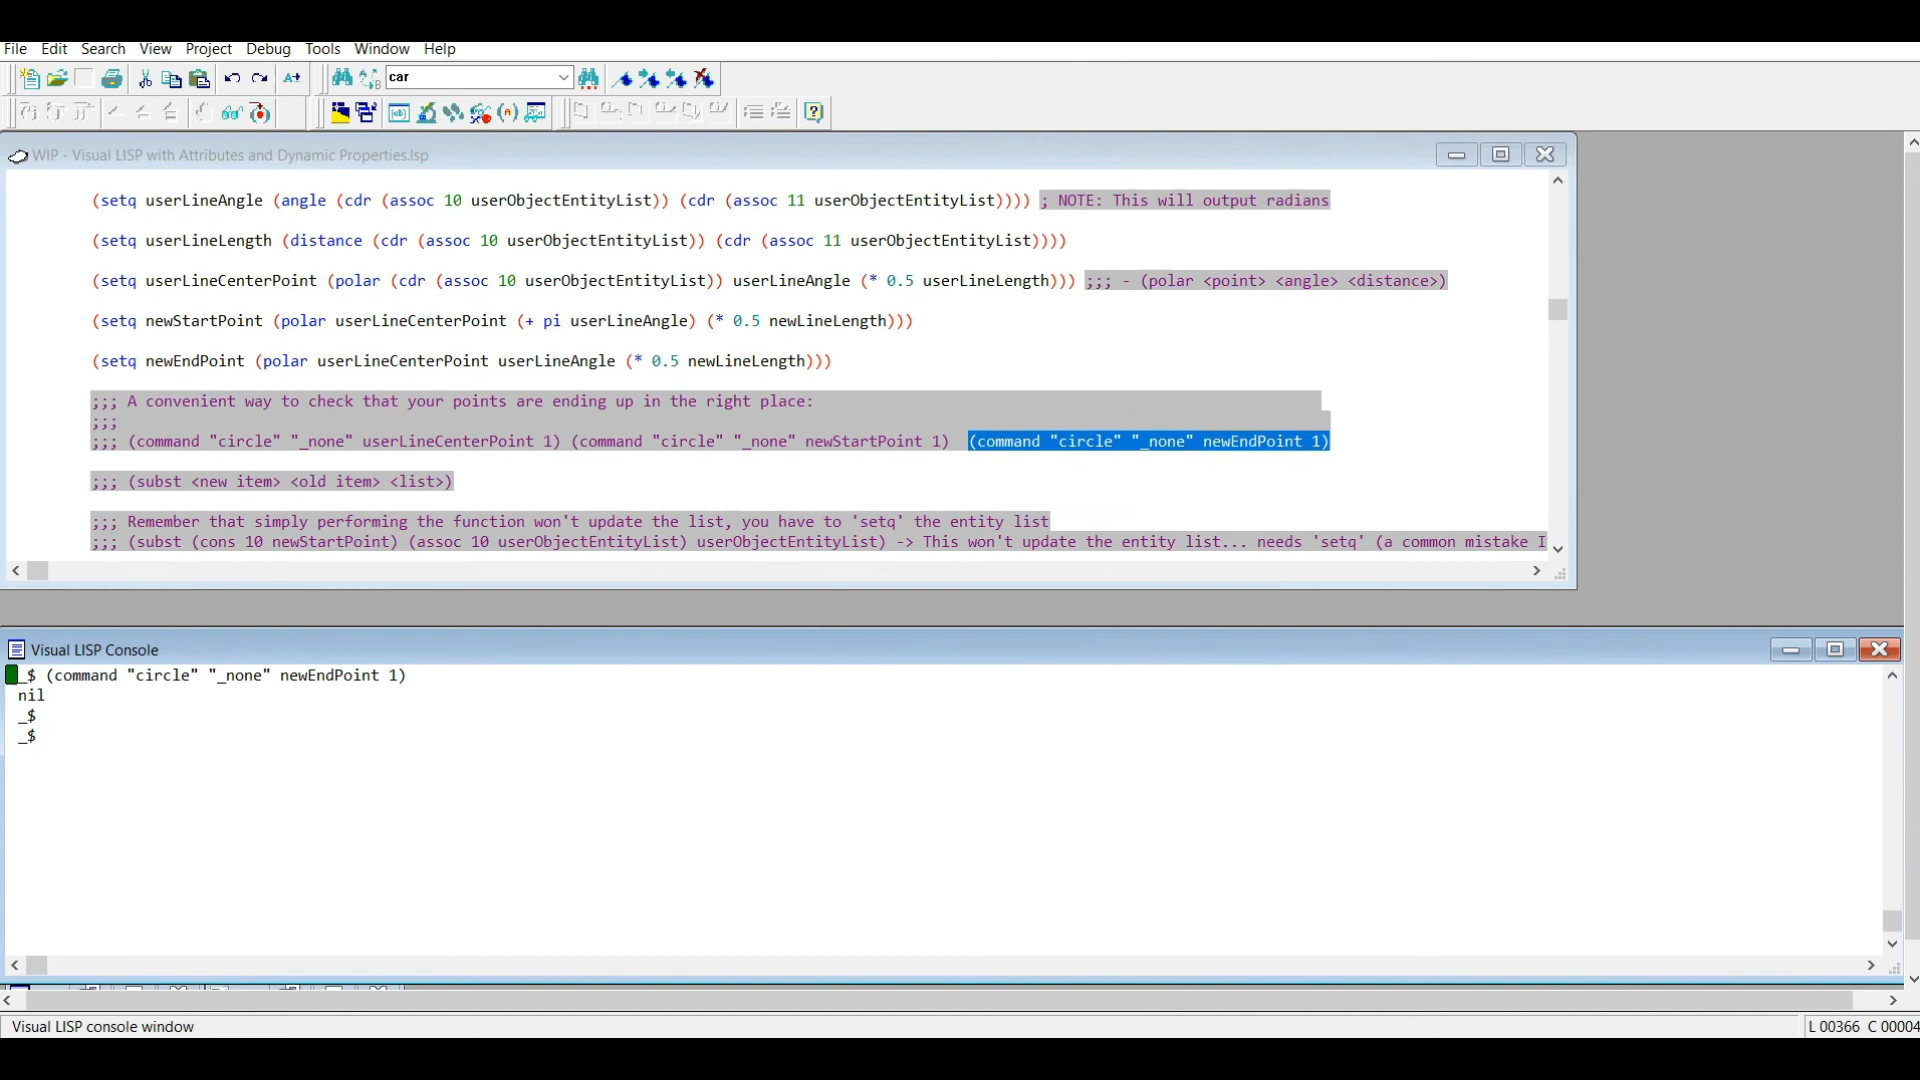 File Edit Search View Project Debug Tools Window Help
car
WIP - Visual LISP with Attributes and Dynamic Properties.lsp
(setq userLineAngle (angle (cdr (assoc 10 userObjectEntityList)) (cdr (assoc 11 userObjectEntityList)))) ; NOTE: This will output radians
(setq userLineLength (distance (cdr (assoc 10 userObjectEntityList)) (cdr (assoc 11 userObjectEntityList))))
(setq userLineCenterPoint (polar (cdr (assoc 10 userObjectEntityList)) userLineAngle (* 0.5 userLineLength))) ;;; - (polar <point> <angle> <distance>)
(setq newStartPoint (polar userLineCenterPoint (+ pi userLineAngle) (* 0.5 newLineLength)))
(setq newEndPoint (polar userLineCenterPoint userLineAngle (* 0.5 newLineLength)))
;;; A convenient way to check that your points are ending up in the right place:
;;;
;;; (command "circle" "_none" userLineCenterPoint 1) (command "circle" "_none" newStartPoint 1)  (command "circle" "_none" newEndPoint 1)
;;; (subst <new item> <old item> <list>)
;;; Remember that simply performing the function won't update the list, you have to 'setq' the entity list
;;; (subst (cons 10 newStartPoint) (assoc 10 userObjectEntityList) userObjectEntityList) -> This won't update the entity list... needs 'setq' (a common mistake I
Visual LISP Console
_$ (command "circle" "_none" newEndPoint 1)
nil
_$
_$
Visual LISP console window
L 00366 C 00004